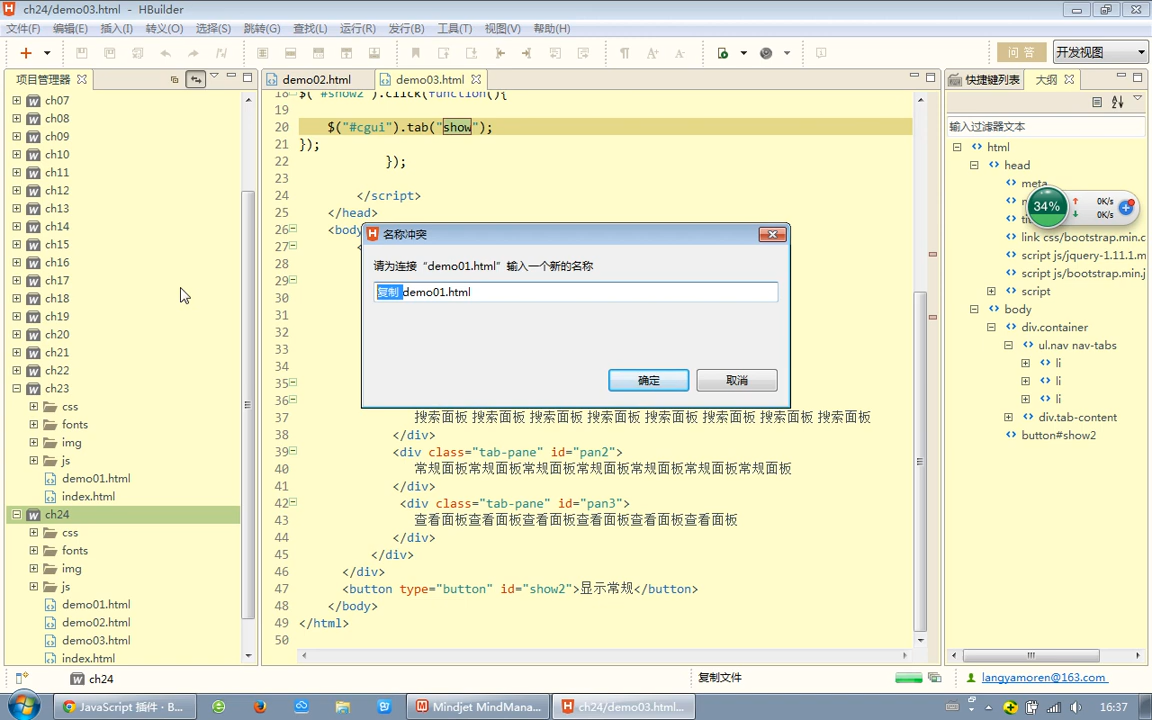 ch24/demo03.html - HBuilder
文件(F) 编辑(E) 插入(I) 转义(O) 选择(S) 跳转(G) 查找(L) 运行(R) 发行(B) 工具(T) 视图(V) 帮助(H)
问 答 开发视图
项目管理器
demo02.html demo03.html
快捷键列表 大纲
输入过滤器文本
ch07
ch08
ch09
ch10
ch11
ch12
ch13
ch14
ch15
ch16
ch17
ch18
ch19
ch20
ch21
ch22
ch23
css
fonts
img
js
demo01.html
index.html
ch24
css
fonts
img
js
demo01.html
demo02.html
demo03.html
index.html
18 $("#show2").click(function(){
19
20 $("#cgui").tab("show");
21 });
22 });
23
24 </script>
25 </head>
26 <body
27
28
29
30
31
32
33
34
35
36
37 搜索面板 搜索面板 搜索面板 搜索面板 搜索面板 搜索面板 搜索面板 搜索面板
38 </div>
39 <div class="tab-pane" id="pan2">
40 常规面板常规面板常规面板常规面板常规面板常规面板常规面板
41 </div>
42 <div class="tab-pane" id="pan3">
43 查看面板查看面板查看面板查看面板查看面板查看面板
44 </div>
45 </div>
46 </div>
47 <button type="button" id="show2">显示常规</button>
48 </body>
49 </html>
50
名称冲突
请为连接“demo01.html”输入一个新的名称
复制 demo01.html
确定 取消
html
head
meta
link css/bootstrap.min.c
script js/jquery-1.11.1.m
script js/bootstrap.min.j
script
body
div.container
ul.nav nav-tabs
li
li
li
div.tab-content
button#show2
34% 0K/s
0K/s
ch24
复制文件
langyamoren@163.com
JavaScript 插件 · B...
Mindjet MindMana...
ch24/demo03.html...
16:37